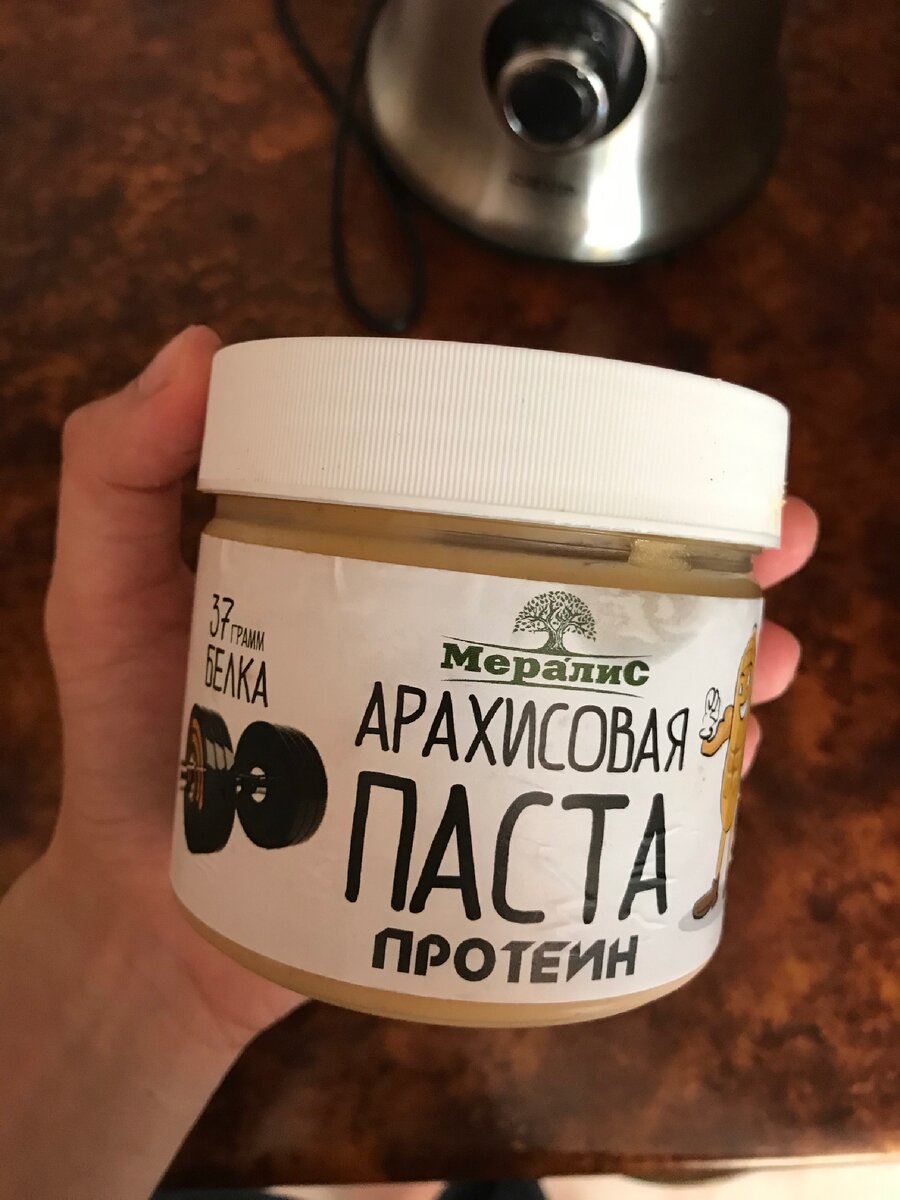 37 ГРАММ
БЕЛКА
МералиС
АРАХИСОВАЯ
ПАСТА
ПРОТЕИН